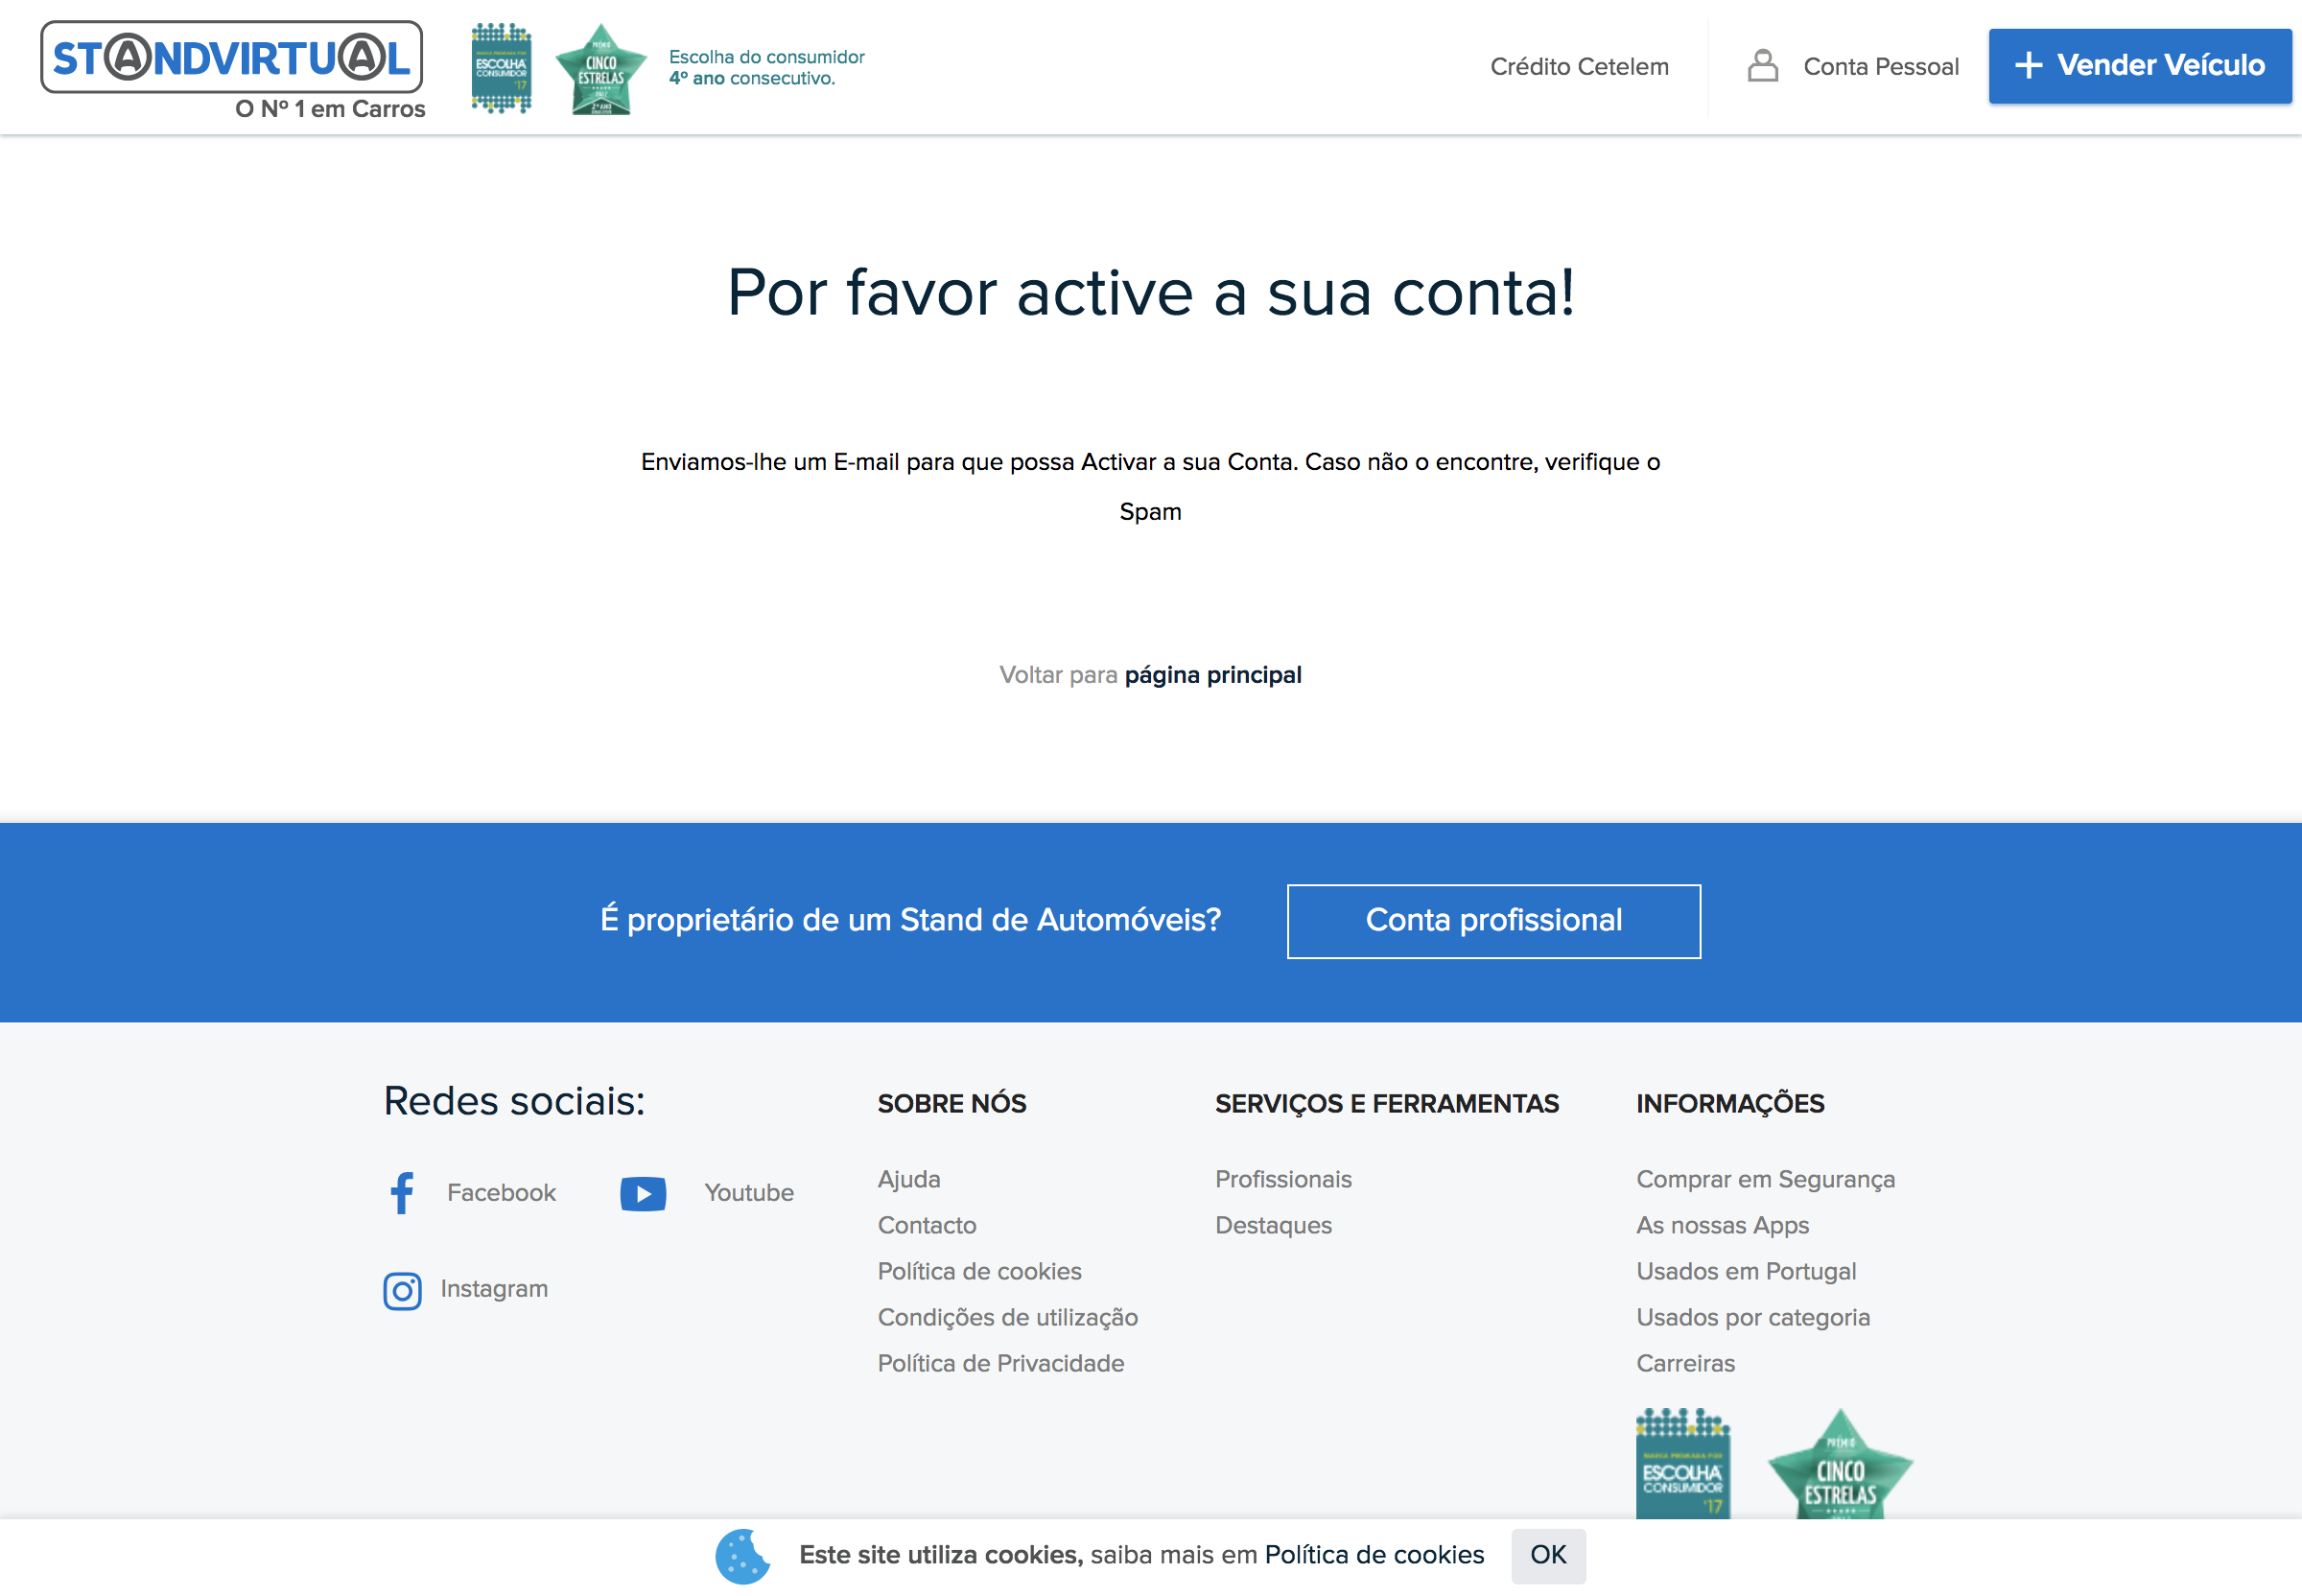 STANDVIRTUAL
O Nº 1 em Carros
ESCOLHA
CONSUMIDOR
'17
CINCO
ESTRELAS
Escolha do consumidor
4º ano consecutivo.
Crédito Cetelem
Conta Pessoal
+ Vender Veículo
Por favor active a sua conta!
Enviamos-lhe um E-mail para que possa Activar a sua Conta. Caso não o encontre, verifique o
Spam
Voltar para página principal
É proprietário de um Stand de Automóveis?
Conta profissional
Redes sociais:
Facebook
Youtube
Instagram
SOBRE NÓS
Ajuda
Contacto
Política de cookies
Condições de utilização
Política de Privacidade
SERVIÇOS E FERRAMENTAS
Profissionais
Destaques
INFORMAÇÕES
Comprar em Segurança
As nossas Apps
Usados em Portugal
Usados por categoria
Carreiras
ESCOLHA
CONSUMIDOR
'17
PRÉMIO
CINCO
ESTRELAS
Este site utiliza cookies, saiba mais em Política de cookies
OK